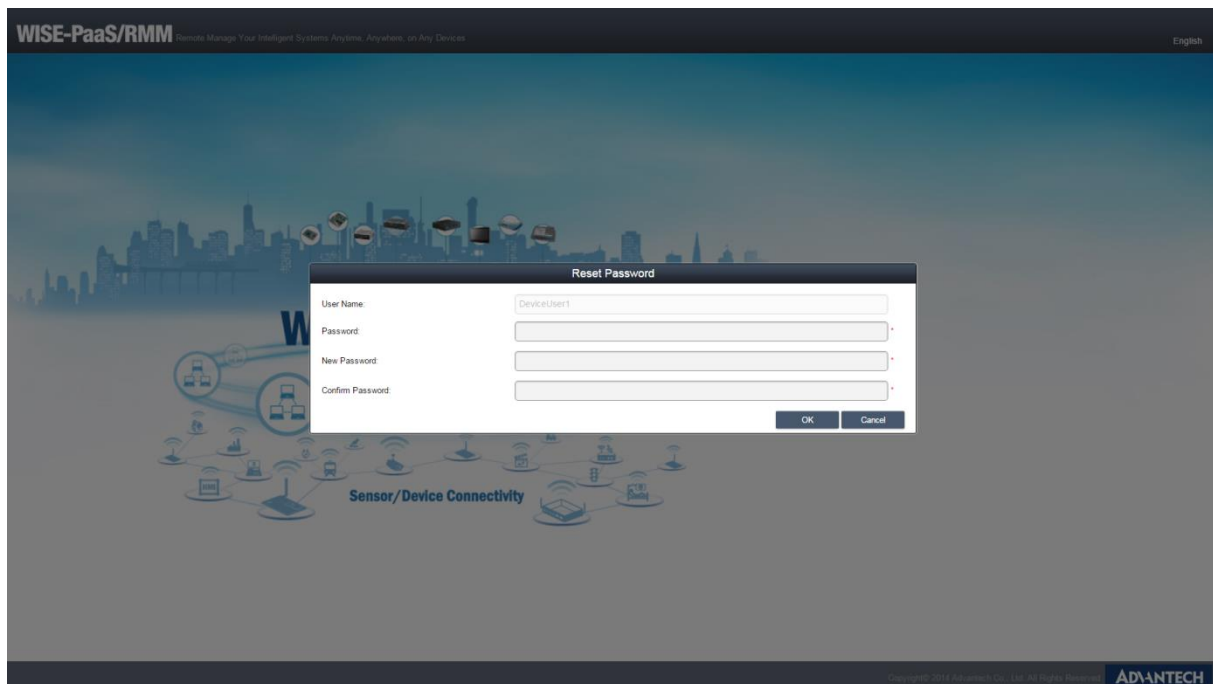 WISE-PaaS/RMM Remote Manage Your Intelligent Systems Anytime, Anywhere, on Any Devices
English
Reset Password
User Name: DeviceUser1
Password: *
New Password: *
Confirm Password: *
OK Cancel
W
Sensor/Device Connectivity
Copyright© 2014 Advantech Co., Ltd. All Rights Reserved
ADVANTECH